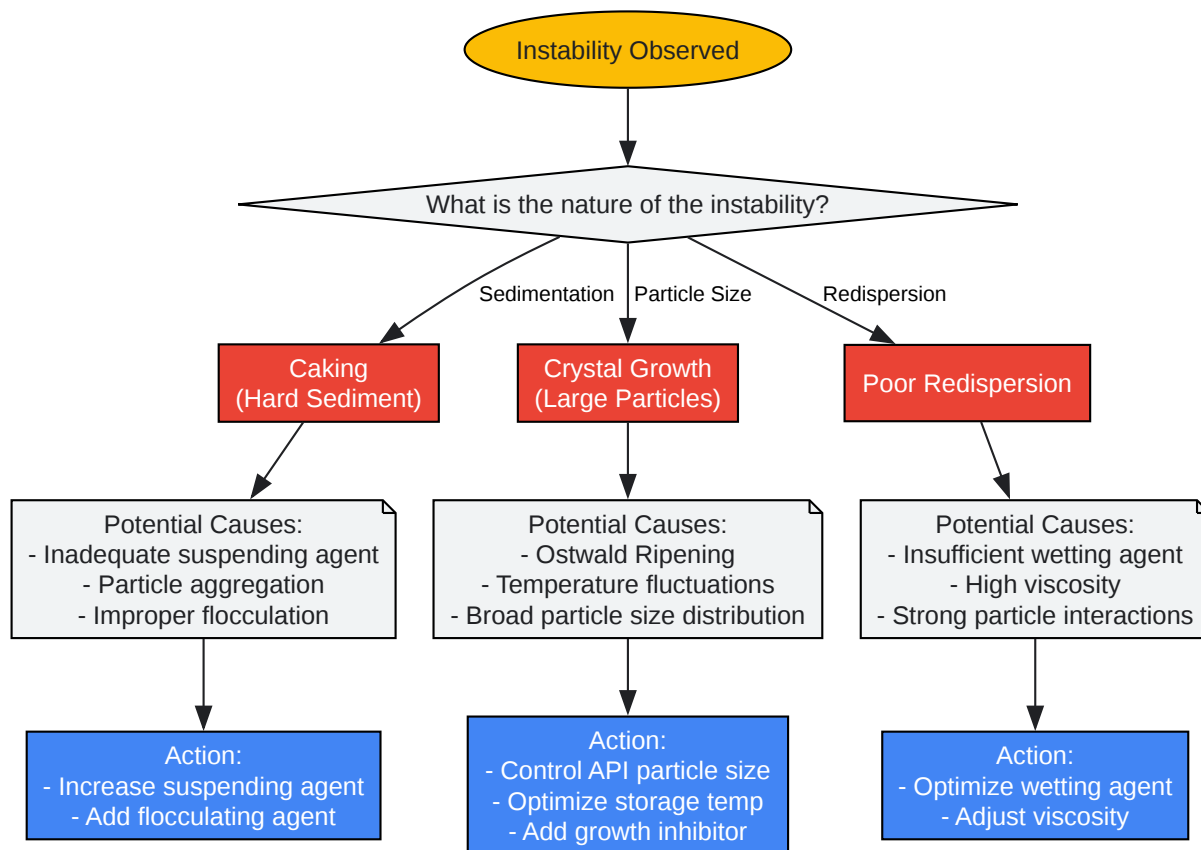 Instability Observed
What is the nature of the instability?
Sedimentation
Particle Size
Redispersion
Caking
(Hard Sediment)
Crystal Growth
(Large Particles)
Poor Redispersion
Potential Causes:
- Inadequate suspending agent
- Particle aggregation
- Improper flocculation
Potential Causes:
- Ostwald Ripening
- Temperature fluctuations
- Broad particle size distribution
Potential Causes:
- Insufficient wetting agent
- High viscosity
- Strong particle interactions
Action:
- Increase suspending agent
- Add flocculating agent
Action:
- Control API particle size
- Optimize storage temp
- Add growth inhibitor
Action:
- Optimize wetting agent
- Adjust viscosity